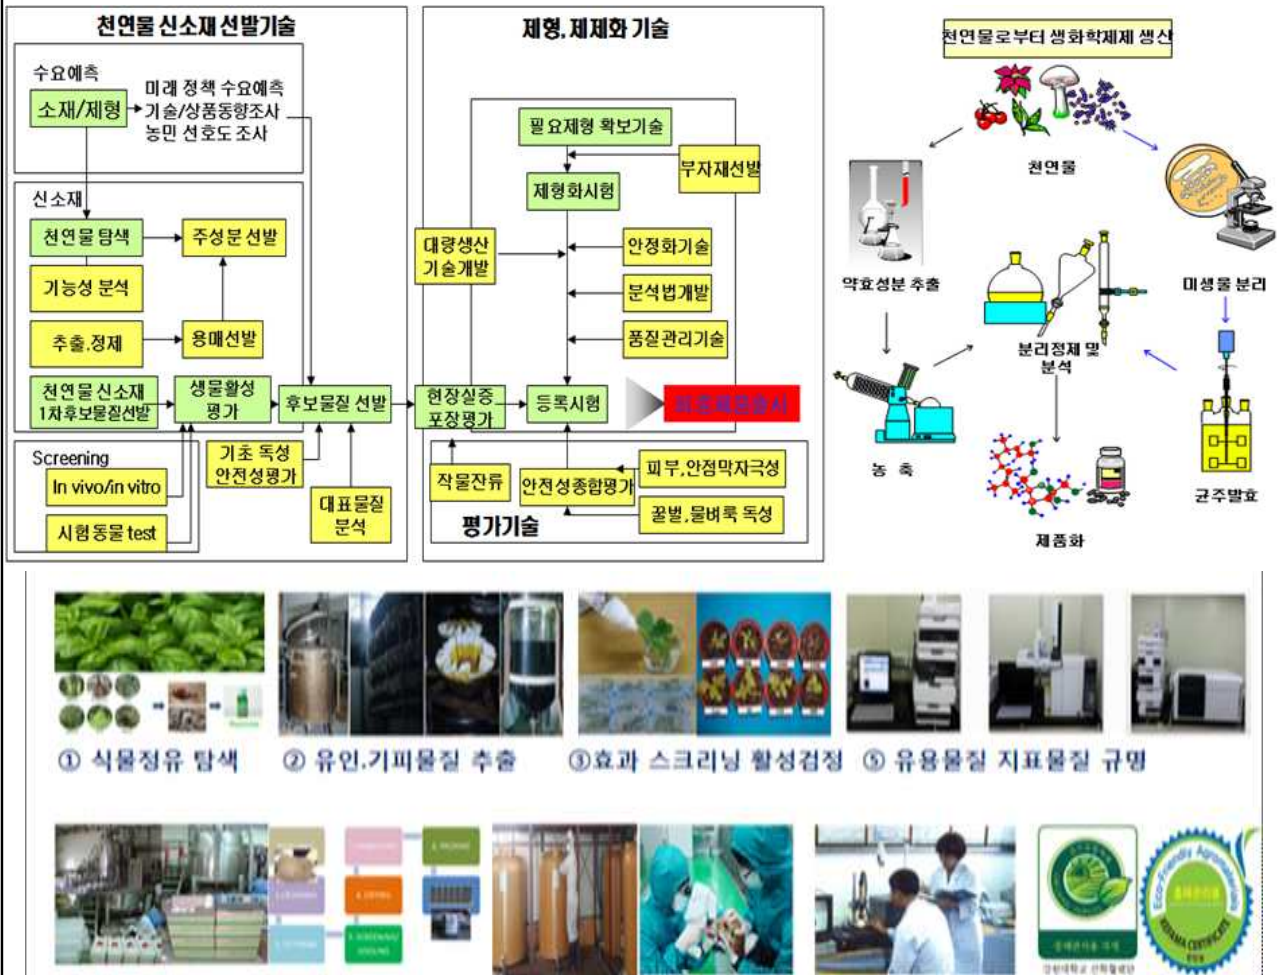 천연물 신소재 선발기술
수요예측
소재/제형
미래 정책 수요예측
기술/상품동향조사
농민 선호도 조사
신소재
천연물 탐색
주성분 선발
기능성 분석
추출.정제
용매선발
천연물 신소재
1차후보물질선발
생물활성
평가
후보물질 선발
Screening
In vivo/in vitro
시험동물 test
기초 독성
안전성평가
대표물질
분석
제형, 제제화 기술
필요제형 확보기술
부자재선발
제형화시험
대량생산
기술개발
안정화기술
분석법개발
품질관리기술
현장실증
포장평가
등록시험
작물잔류
안전성종합평가
피부,안점막자극성
꿀벌,물벼룩 독성
평가기술
천연물로부터 생화학제제 생산
천연물
약효성분 추출
미생물 분리
분리정제 및
분석
농 축
균주발효
제품화
① 식물정유 탐색
② 유인.기피물질 추출
③효과 스크리닝 활성검정
⑤ 유용물질 지표물질 규명
Eco-Friendly Agromaterials
CERTIFICATE